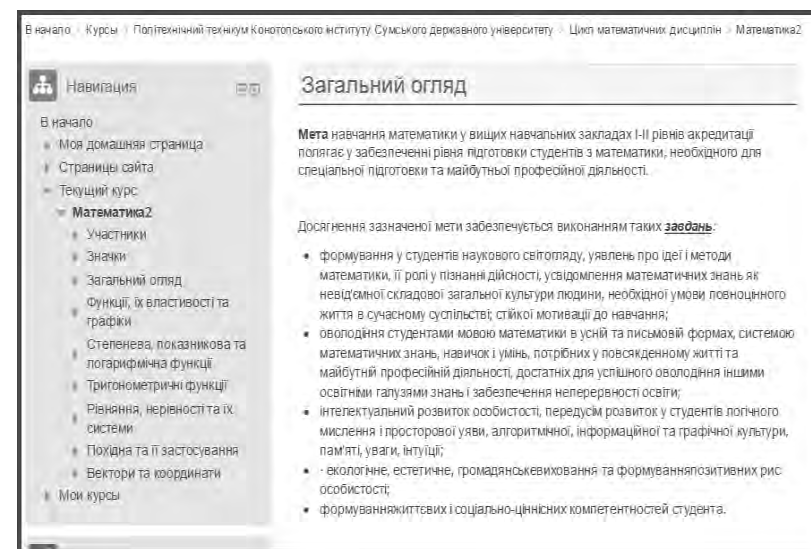 В начало Курсы Політехнічний технікум Конотопського інституту Сумського державного університету Цикл математичних дисциплін Математика2
Навигация
В начало
Моя домашняя страница
Страницы сайта
Текущий курс
Математика2
Участники
Значки
Загальний огляд
Функції, їх властивості та
графіки
Степенева, показникова та
логарифмічна функції
Тригонометричні функції
Рівняння, нерівності та їх
системи
Похідна та її застосування
Вектори та координати
Мои курсы
Загальний огляд
Мета навчання математики у вищих навчальних закладах І-ІІ рівнів акредитації
полягає у забезпеченні рівня підготовки студентів з математики, необхідного для
спеціальної підготовки та майбутньої професійної діяльності.
Досягнення зазначеної мети забезпечується виконанням таких завдань:
• формування у студентів наукового світогляду, уявлень про ідеї і методи
математики, її ролі у пізнанні дійсності, усвідомлення математичних знань як
невід'ємної складової загальної культури людини, необхідної умови повноцінного
життя в сучасному суспільстві; стійкої мотивації до навчання;
• оволодіння студентами мовою математики в усній та письмовій формах, системою
математичних знань, навичок і умінь, потрібних у повсякденному житті та
майбутній професійній діяльності, достатніх для успішного оволодіння іншими
освітніми галузями знань і забезпечення неперервності освіти;
• інтелектуальний розвиток особистості, передусім розвиток у студентів логічного
мислення і просторової уяви, алгоритмічної, інформаційної та графічної культури,
пам'яті, уваги, інтуїції;
• · екологічне, естетичне, громадянськевиховання та формуванняпозитивних рис
особистості;
• формуванняжиттєвих і соціально-ціннісних компетентностей студента.